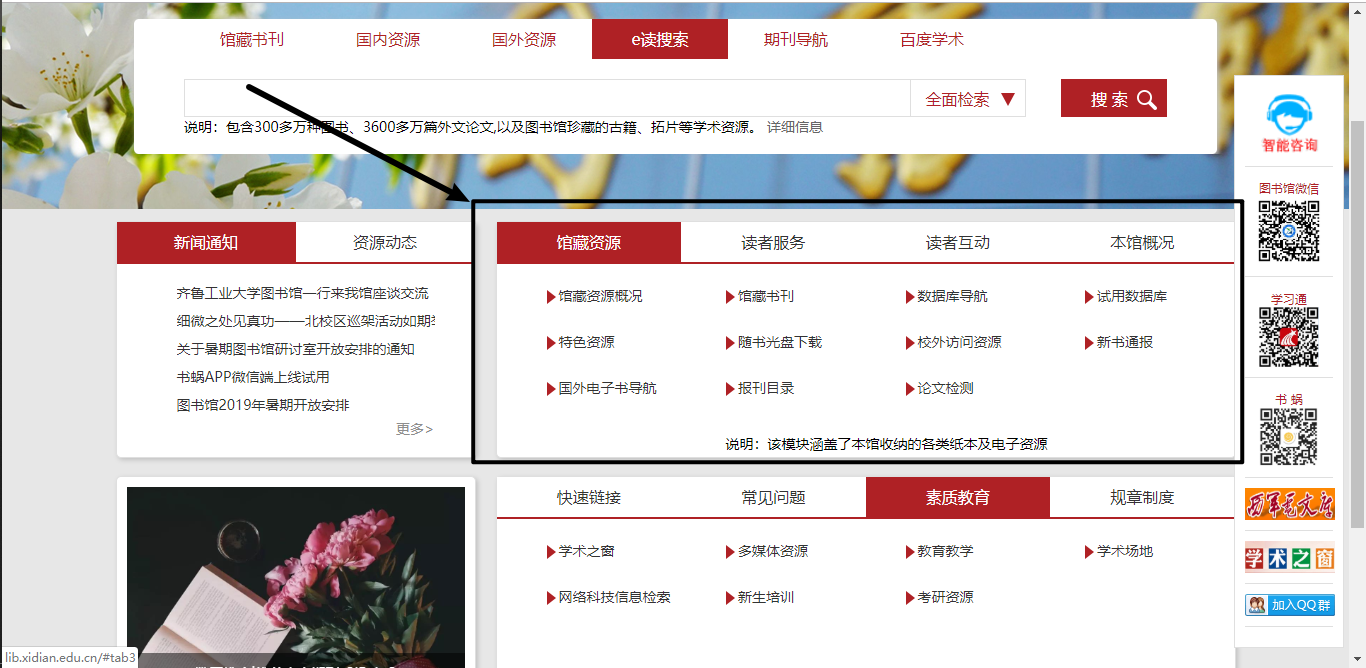 馆藏书刊 国内资源 国外资源 e读搜索 期刊导航 百度学术
全面检索 ▼ 搜索
说明：包含300多万种图书、3600多万篇外文论文,以及图书馆珍藏的古籍、拓片等学术资源。 详细信息
新闻通知 资源动态
齐鲁工业大学图书馆一行来我馆座谈交流
细微之处见真功——北校区巡架活动如期
关于暑期图书馆研讨室开放安排的通知
书蜗APP微信端上线试用
图书馆2019年暑期开放安排
更多>
馆藏资源 读者服务 读者互动 本馆概况
馆藏资源概况 馆藏书刊 数据库导航 试用数据库
特色资源 随书光盘下载 校外访问资源 新书通报
国外电子书导航 报刊目录 论文检测
说明：该模块涵盖了本馆收纳的各类纸本及电子资源
快速链接 常见问题 素质教育 规章制度
学术之窗 多媒体资源 教育教学 学术场地
网络科技信息检索 新生培训 考研资源
智能咨询
图书馆微信
学习通
书 蜗
西军电文库
学术之窗
加入QQ群
lib.xidian.edu.cn/#tab3